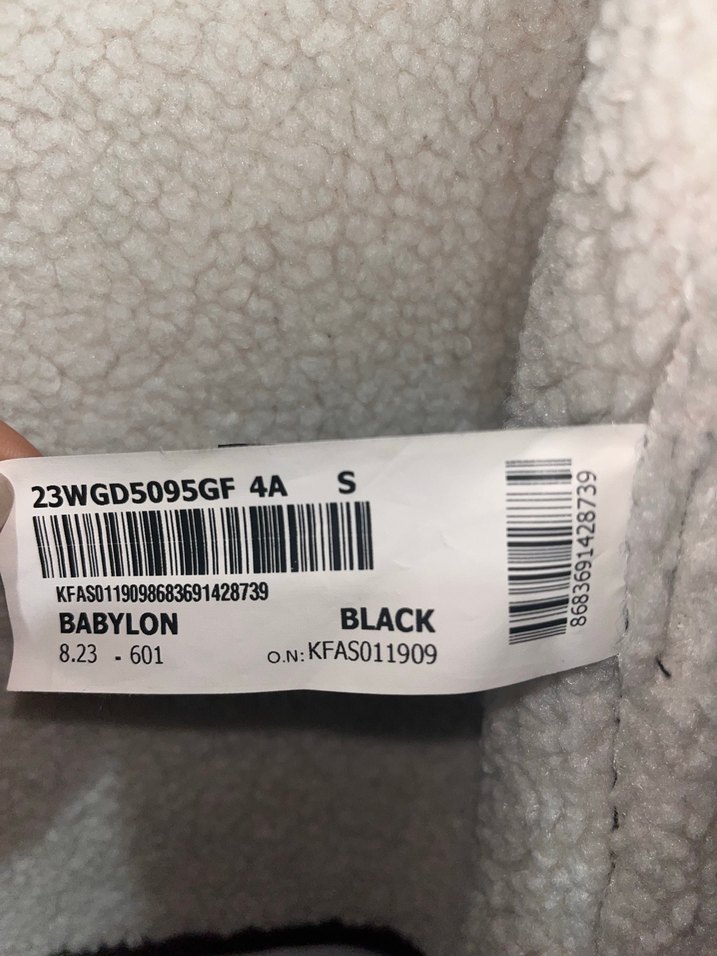 23WGD5095GF 4A S
KFAS0119098683691428739
BABYLON BLACK
8.23 - 601 O.N: KFAS011909
8683691428739